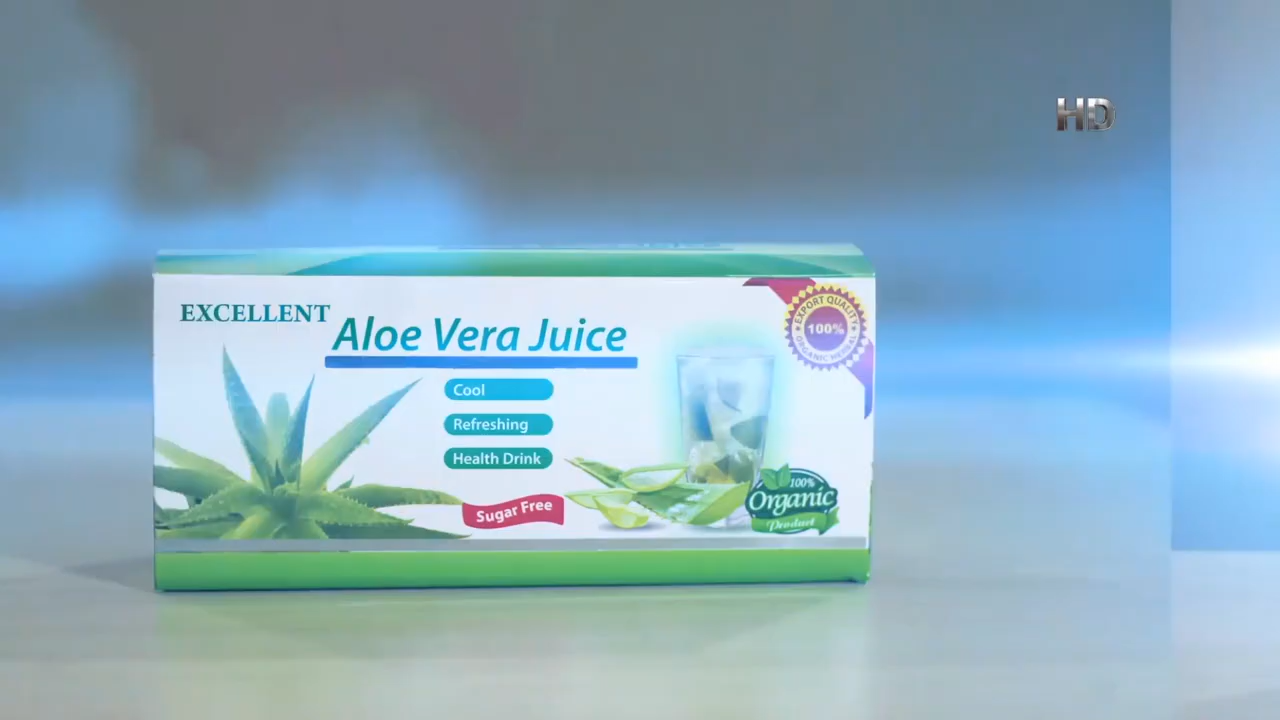 HD
EXCELLENT
Aloe Vera Juice
EXPORT QUALITY
100%
ORGANIC HERBAL
Cool
Refreshing
Health Drink
Sugar Free
100%
Organic
Product